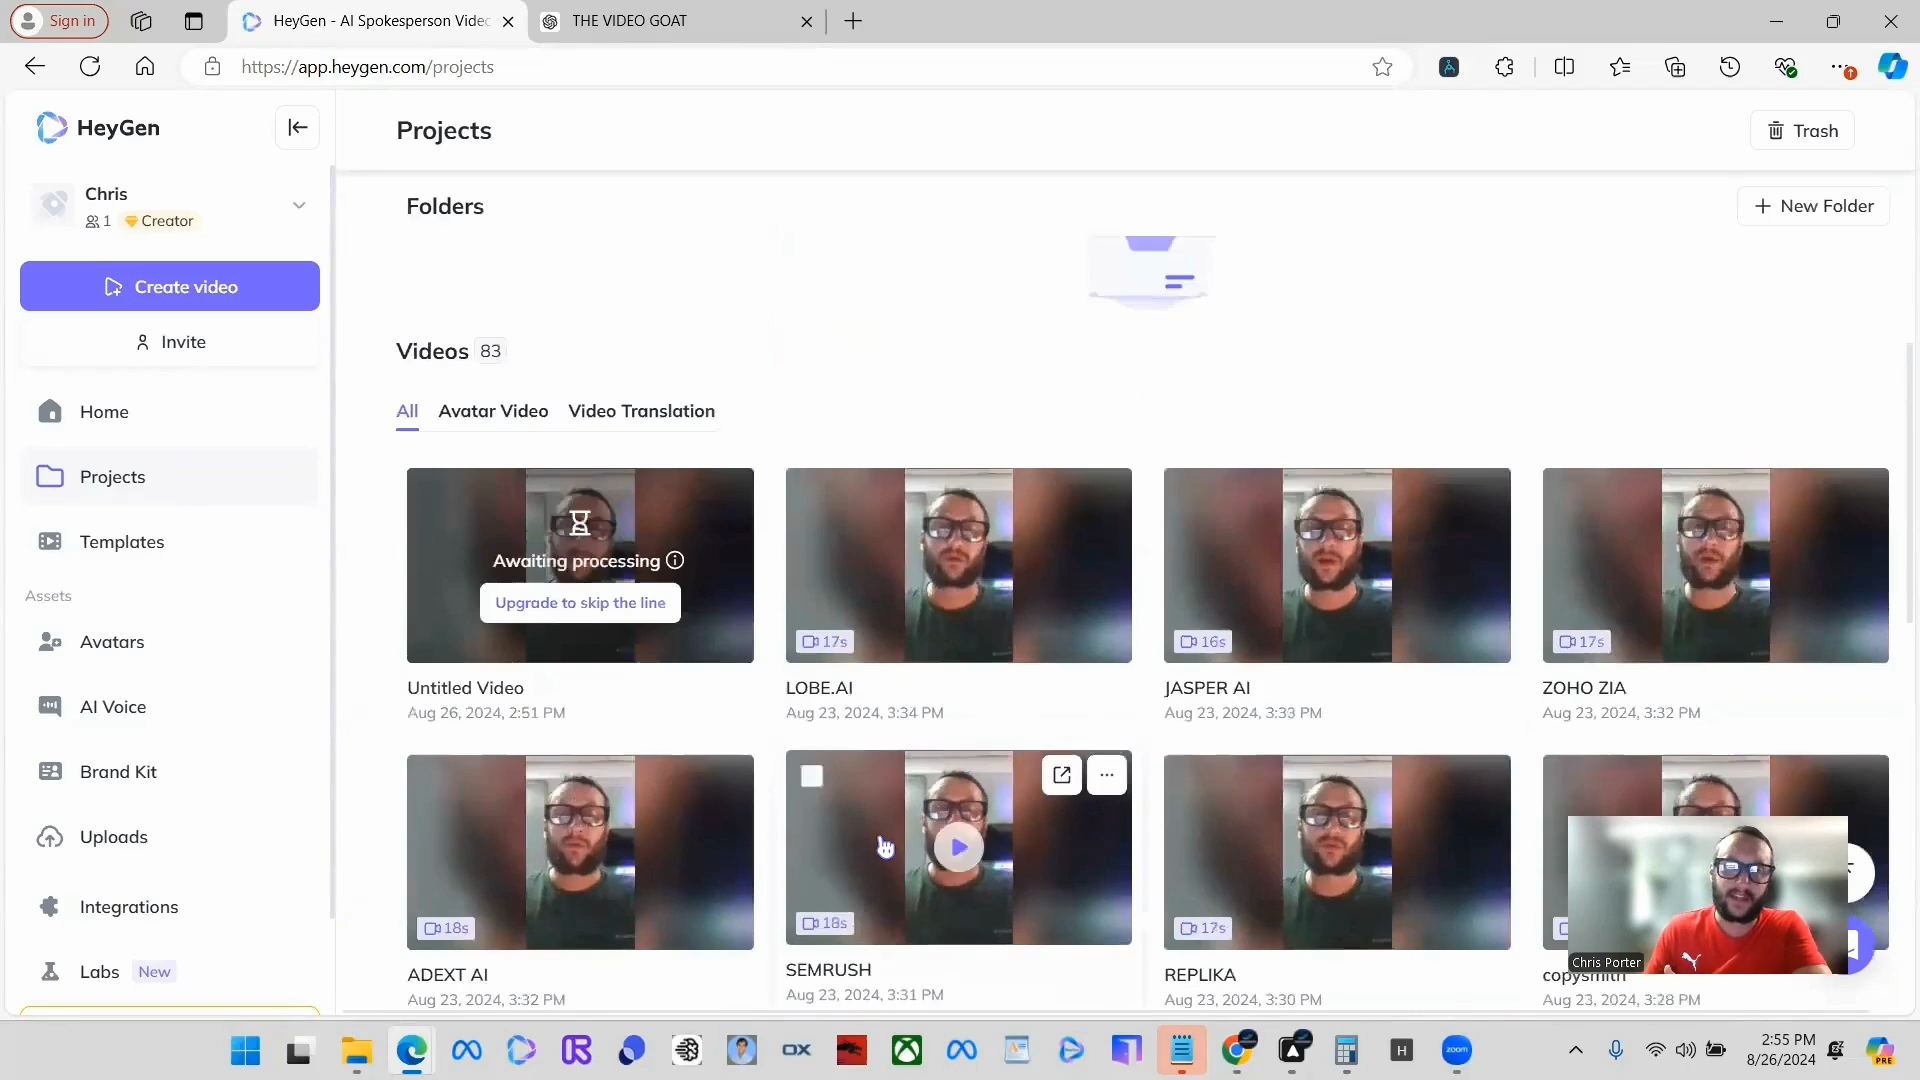 Sign in
HeyGen - AI Spokesperson Videc
THE VIDEO GOAT
https://app.heygen.com/projects
HeyGen
Projects
Trash
Chris
1 Creator
Folders
New Folder
Create video
Invite
Videos 83
All Avatar Video Video Translation
Home
Projects
Templates
Assets
Avatars
AI Voice
Brand Kit
Uploads
Integrations
Labs New
Awaiting processing
Upgrade to skip the line
17s
16s
17s
Untitled Video
Aug 26, 2024, 2:51 PM
LOBE.AI
Aug 23, 2024, 3:34 PM
JASPER AI
Aug 23, 2024, 3:33 PM
ZOHO ZIA
Aug 23, 2024, 3:32 PM
18s
18s
17s
ADEXT AI
Aug 23, 2024, 3:32 PM
SEMRUSH
Aug 23, 2024, 3:31 PM
REPLIKA
Aug 23, 2024, 3:30 PM
copysmith
Aug 23, 2024, 3:28 PM
Chris Porter
OX
H
zoom
2:55 PM
8/26/2024
PRE